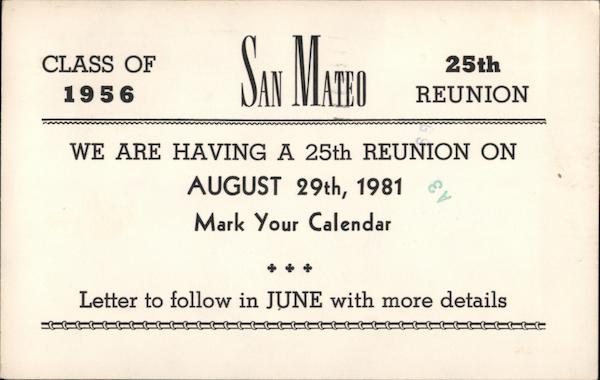 CLASS OF
1956
SAN MATEO
25th
REUNION
WE ARE HAVING A 25th REUNION ON
AUGUST 29th, 1981
Mark Your Calendar
Letter to follow in JUNE with more details
A3